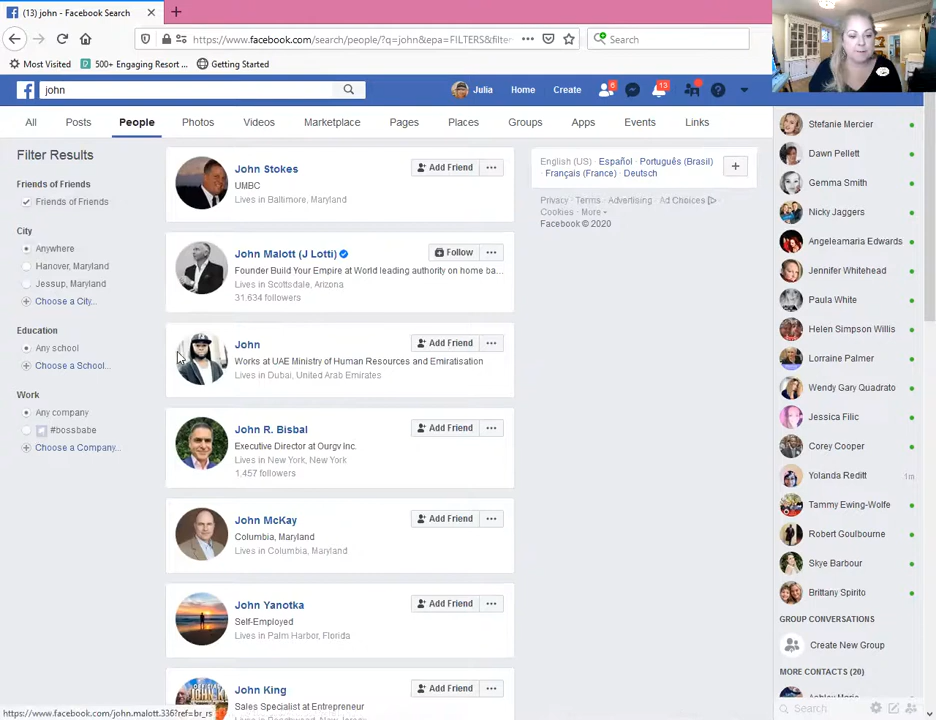 (13) john - Facebook Search
https://www.facebook.com/search/people/?q=john&epa=FILTERS&filter
Search
Most Visited
500+ Engaging Resort ...
Getting Started
john
Julia
Home
Create
6
13
All
Posts
People
Photos
Videos
Marketplace
Pages
Places
Groups
Apps
Events
Links
Filter Results
Friends of Friends
Friends of Friends
City
Anywhere
Hanover, Maryland
Jessup, Maryland
Choose a City...
Education
Any school
Choose a School...
Work
Any company
#bossbabe
Choose a Company...
John Stokes
UMBC
Lives in Baltimore, Maryland
Add Friend
John Malott (J Lotti)
Founder Build Your Empire at World leading authority on home ba...
Lives in Scottsdale, Arizona
31,634 followers
Follow
John
Works at UAE Ministry of Human Resources and Emiratisation
Lives in Dubai, United Arab Emirates
Add Friend
John R. Bisbal
Executive Director at Ourgv Inc.
Lives in New York, New York
1,457 followers
Add Friend
John McKay
Columbia, Maryland
Lives in Columbia, Maryland
Add Friend
John Yanotka
Self-Employed
Lives in Palm Harbor, Florida
Add Friend
John King
Sales Specialist at Entrepreneur
Add Friend
English (US) · Español · Português (Brasil) ·
Français (France) · Deutsch
Privacy · Terms · Advertising · Ad Choices ·
Cookies · More
Facebook © 2020
Stefanie Mercier
Dawn Pellett
Gemma Smith
Nicky Jaggers
Angeleamaria Edwards
Jennifer Whitehead
Paula White
Helen Simpson Willis
Lorraine Palmer
Wendy Gary Quadrato
Jessica Filic
Corey Cooper
Yolanda Reditt
1m
Tammy Ewing-Wolfe
Robert Goulbourne
Skye Barbour
Brittany Spirito
GROUP CONVERSATIONS
Create New Group
MORE CONTACTS (20)
Search
https://www.facebook.com/john.malott.336?ref=br_rs